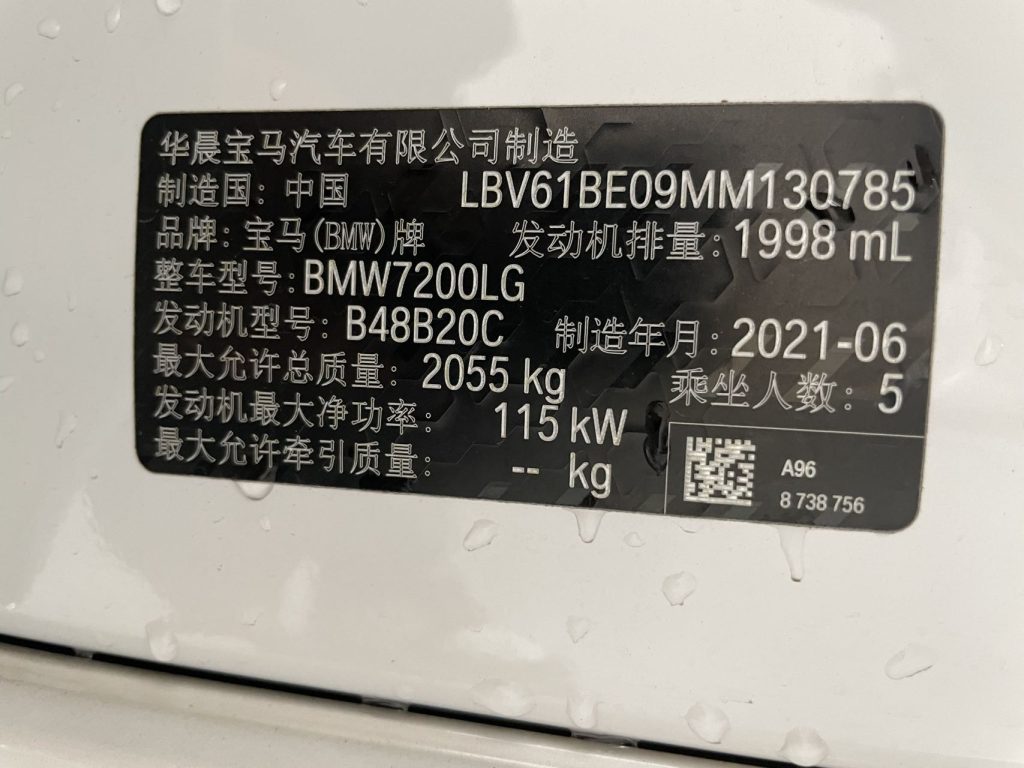 华晨宝马汽车有限公司制造
制造国：中国 LBV61BE09MM130785
品牌：宝马(BMW)牌 发动机排量：1998 mL
整车型号：BMW7200LG
发动机型号：B48B20C 制造年月：2021-06
最大允许总质量：2055 kg 乘坐人数：5
发动机最大净功率：115 kW
最大允许牵引质量：-- kg
A96
8 738 756